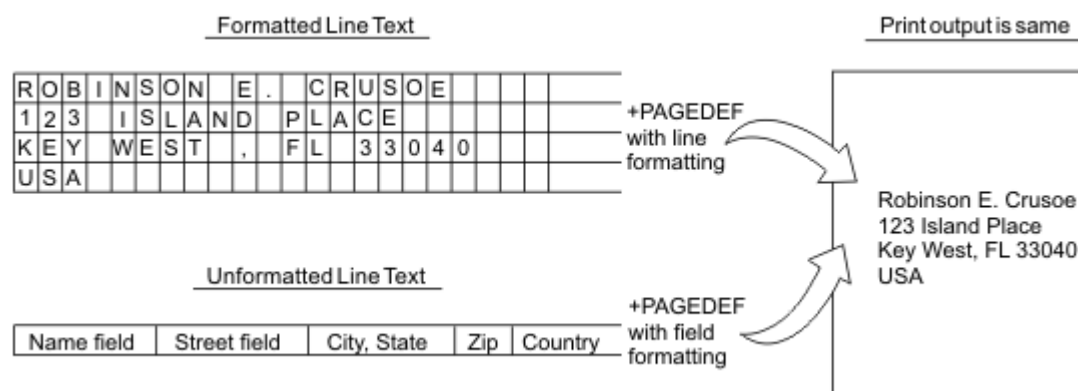 Formatted Line Text
Print output is same
ROBINSON E. CRUSOE
123 ISLAND PLACE
KEY WEST , FL 33040
USA
+PAGEDEF
with line
formatting
Robinson E. Crusoe
123 Island Place
Key West, FL 33040
USA
Unformatted Line Text
+PAGEDEF
with field
formatting
Name field Street field City, State Zip Country